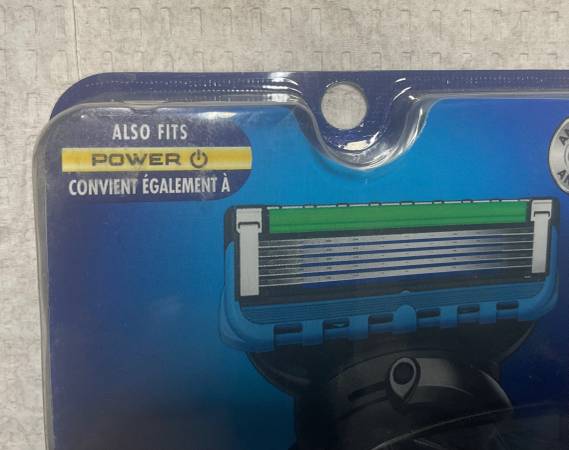 ALSO FITS
POWER
CONVIENT ÉGALEMENT À